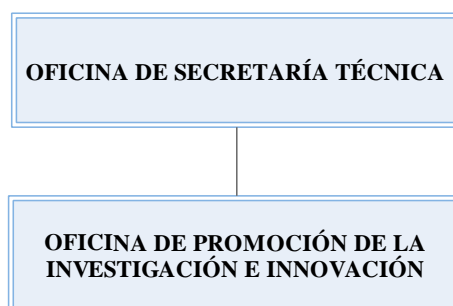 OFICINA DE SECRETARÍA TÉCNICA
OFICINA DE PROMOCIÓN DE LA
INVESTIGACIÓN E INNOVACIÓN